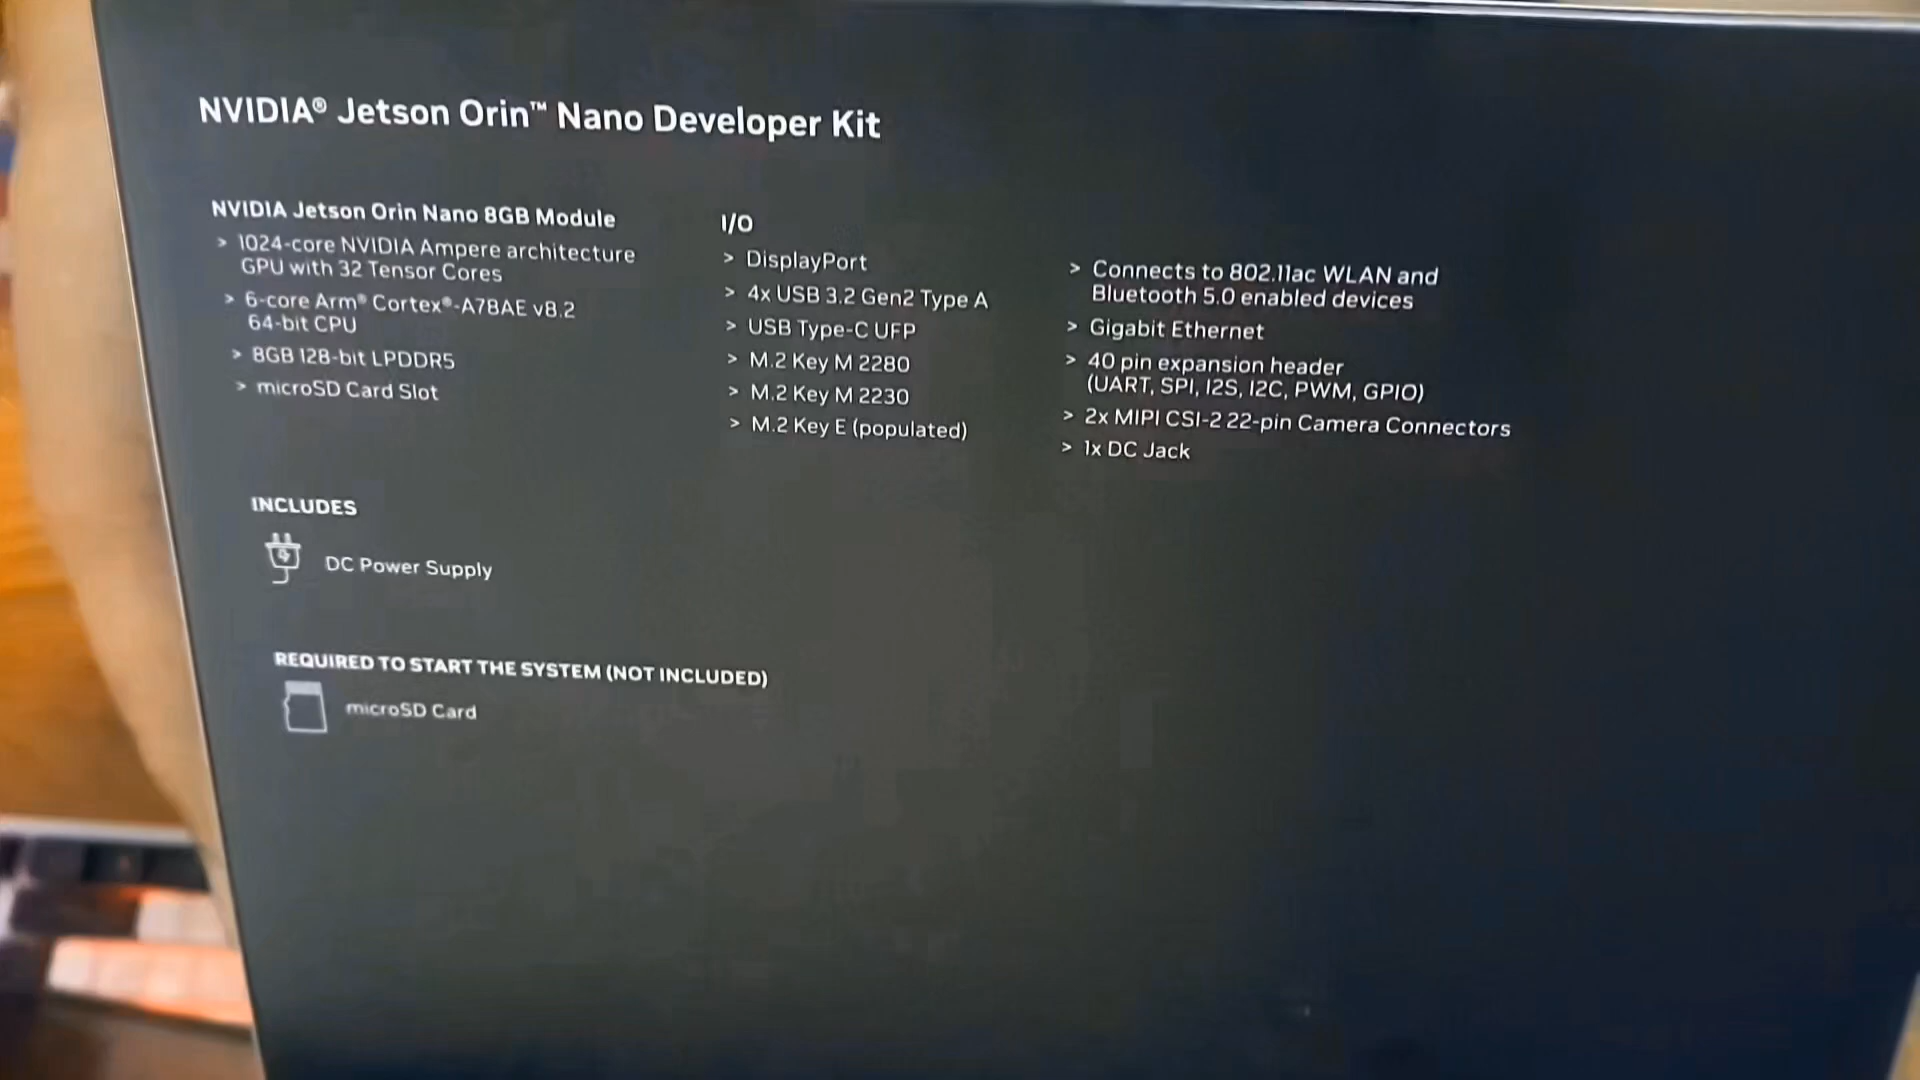 NVIDIA® Jetson Orin™ Nano Developer Kit
NVIDIA Jetson Orin Nano 8GB Module
> 1024-core NVIDIA Ampere architecture
GPU with 32 Tensor Cores
> 6-core Arm® Cortex®-A78AE v8.2
64-bit CPU
> 8GB 128-bit LPDDR5
> microSD Card Slot
I/O
> DisplayPort
> 4x USB 3.2 Gen2 Type A
> USB Type-C UFP
> M.2 Key M 2280
> M.2 Key M 2230
> M.2 Key E (populated)
> Connects to 802.11ac WLAN and
Bluetooth 5.0 enabled devices
> Gigabit Ethernet
> 40 pin expansion header
(UART, SPI, I2S, I2C, PWM, GPIO)
> 2x MIPI CSI-2 22-pin Camera Connectors
> 1x DC Jack
INCLUDES
DC Power Supply
REQUIRED TO START THE SYSTEM (NOT INCLUDED)
microSD Card